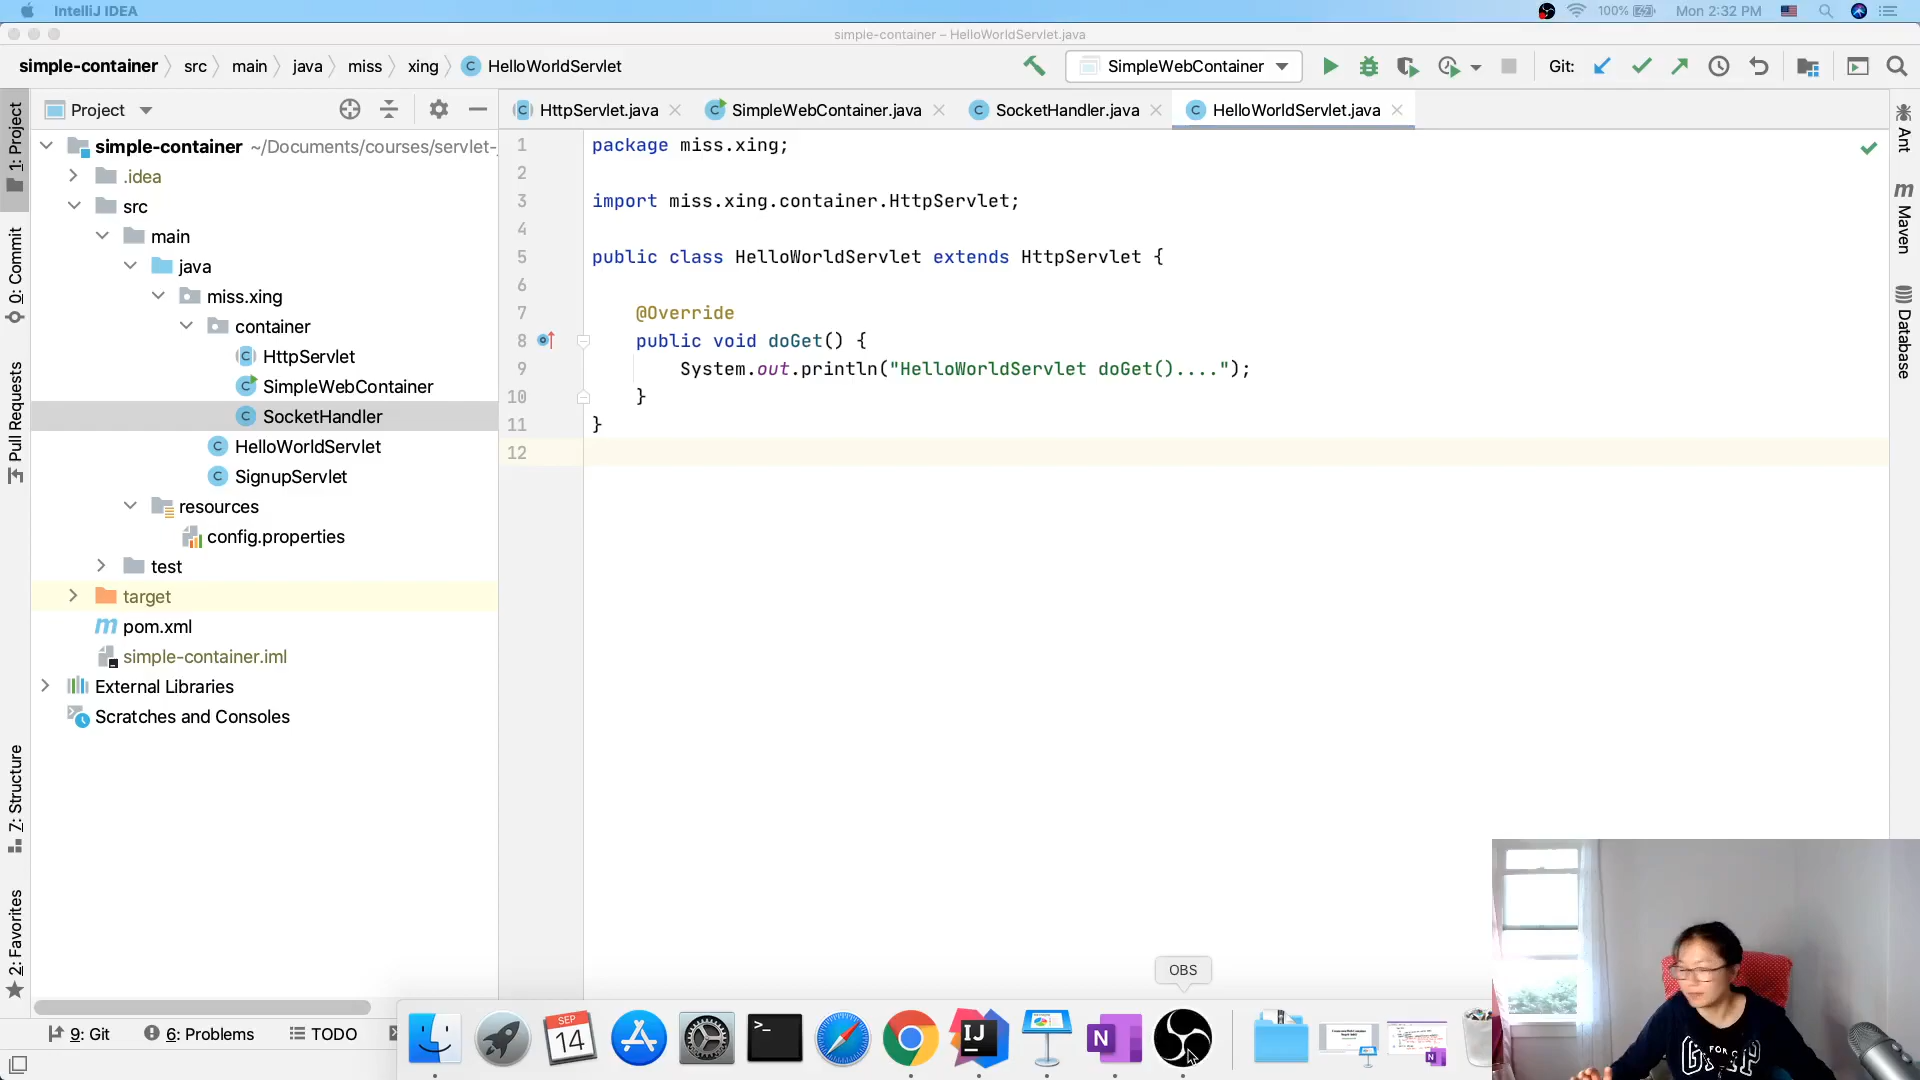 IntelliJ IDEA
100%
Mon 2:32 PM
simple-container – HelloWorldServlet.java
simple-container
src
main
java
miss
xing
HelloWorldServlet
SimpleWebContainer
Git:
Project
HttpServlet.java
SimpleWebContainer.java
SocketHandler.java
HelloWorldServlet.java
1: Project
0: Commit
Pull Requests
7: Structure
2: Favorites
simple-container ~/Documents/courses/servlet-
.idea
src
main
java
miss.xing
container
HttpServlet
SimpleWebContainer
SocketHandler
HelloWorldServlet
SignupServlet
resources
config.properties
test
target
pom.xml
simple-container.iml
External Libraries
Scratches and Consoles
1 package miss.xing;
2
3 import miss.xing.container.HttpServlet;
4
5 public class HelloWorldServlet extends HttpServlet {
6
7 @Override
8 public void doGet() {
9 System.out.println("HelloWorldServlet doGet()....");
10 }
11 }
12
Ant
Maven
Database
OBS
9: Git
6: Problems
TODO
SEP
14
IJ
N
FOR